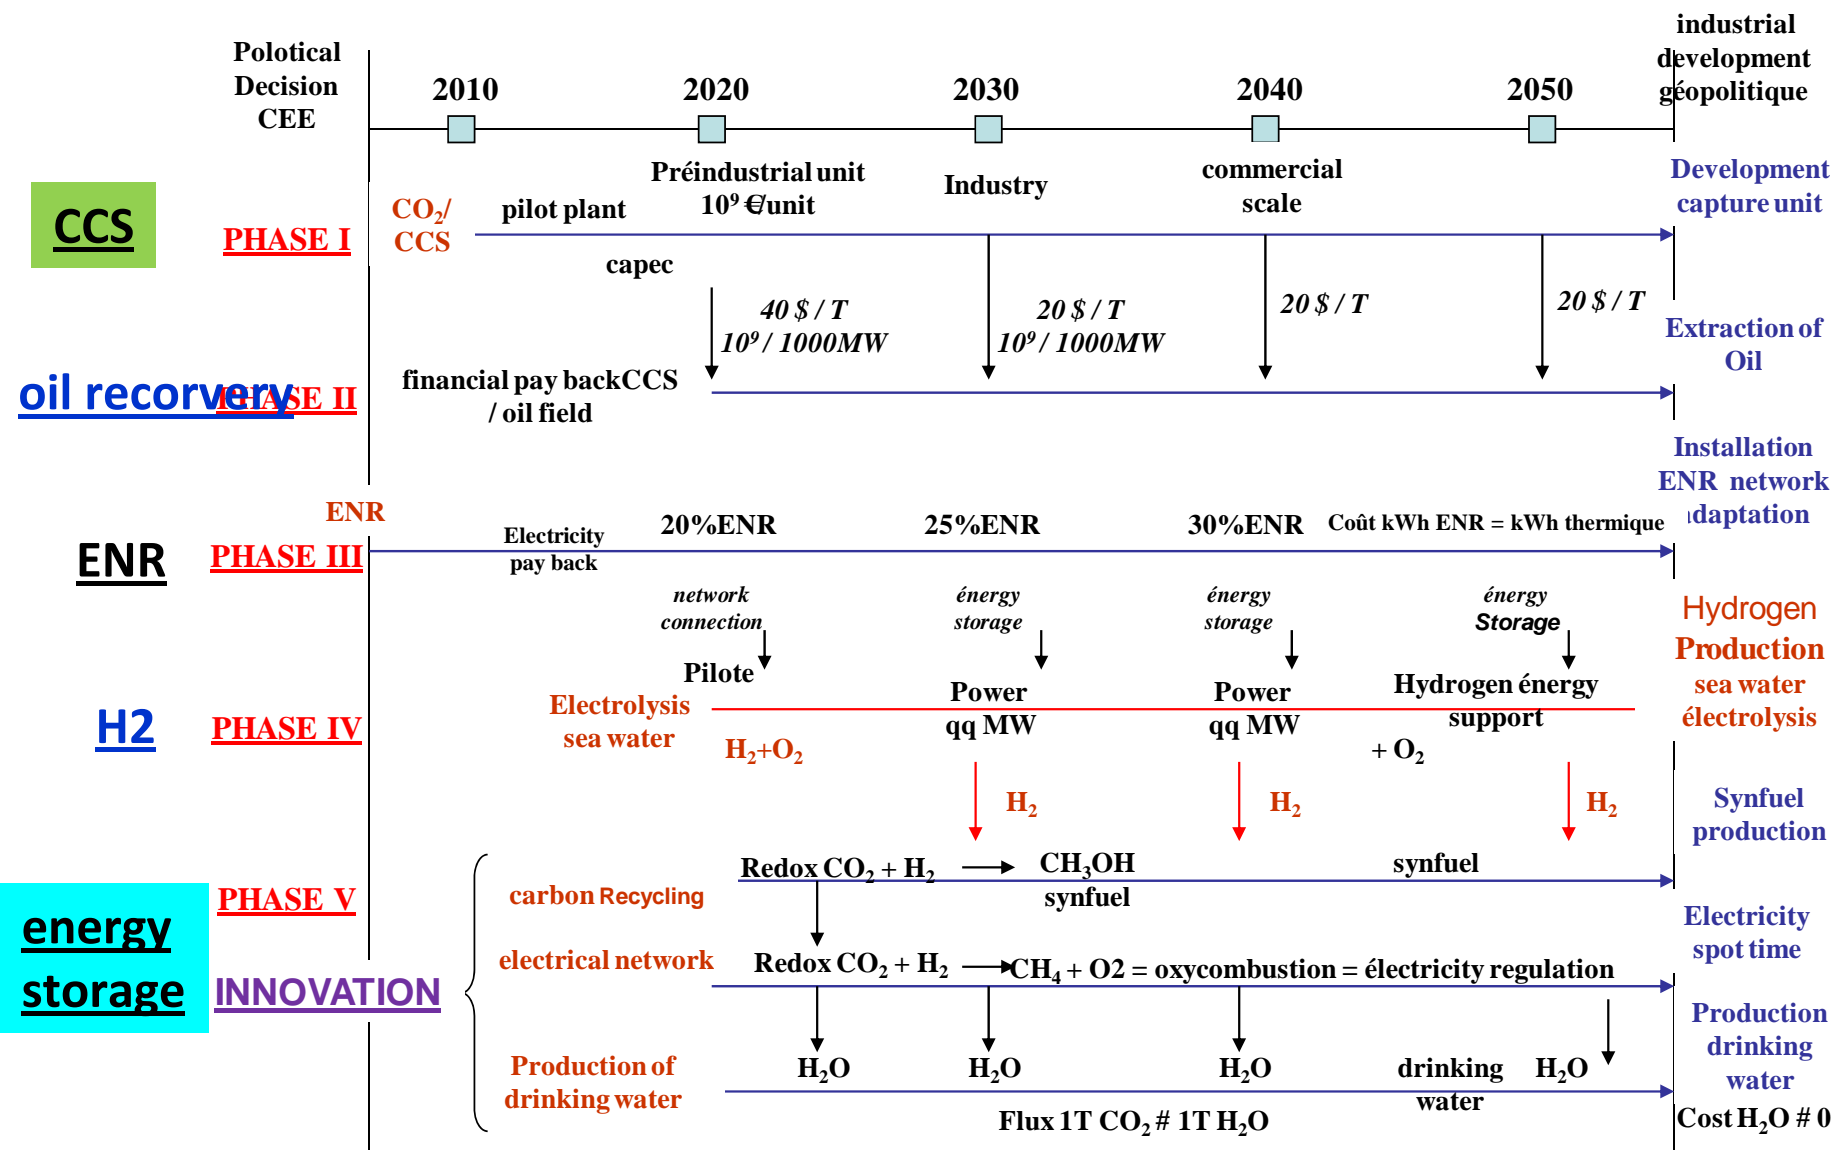 Polotical
Decision
CEE
2010
2020
2030
2040
2050
industrial
development
géopolitique
CCS
PHASE I
CO₂/
CCS
pilot plant
Préindustrial unit
10⁹ €/unit
Industry
commercial
scale
Development
capture unit
capec
40 $ / T
10⁹ / 1000MW
20 $ / T
10⁹ / 1000MW
20 $ / T
20 $ / T
Extraction of
Oil
oil recorvery
PHASE II
financial pay back CCS
/ oil field
Installation
ENR network
adaptation
ENR
ENR
PHASE III
Electricity
pay back
20%ENR
25%ENR
30%ENR
Coût kWh ENR = kWh thermique
network
connection
énergy
storage
énergy
storage
énergy
Storage
Hydrogen
Production
sea water
électrolysis
H2
PHASE IV
Electrolysis
sea water
Pilote
H₂+O₂
Power
qq MW
Power
qq MW
Hydrogen énergy
support
+ O₂
H₂
H₂
H₂
Synfuel
production
PHASE V
carbon Recycling
Redox CO₂ + H₂
CH₃OH
synfuel
synfuel
energy
storage
INNOVATION
electrical network
Redox CO₂ + H₂
CH₄ + O2 = oxycombustion = électricity regulation
Electricity
spot time
Production of
drinking water
H₂O
H₂O
H₂O
drinking
water
H₂O
Flux 1T CO₂ # 1T H₂O
Production
drinking
water
Cost H₂O # 0